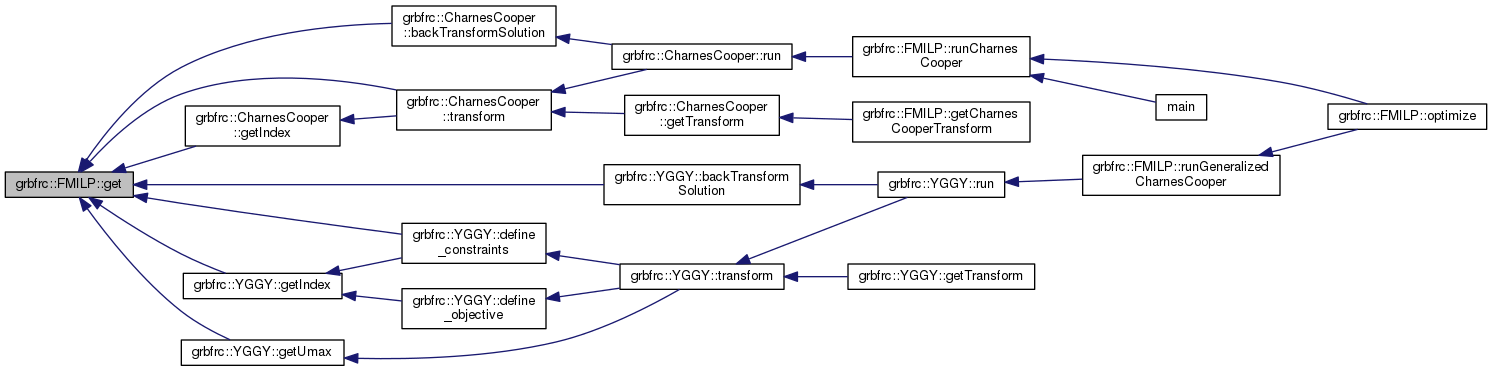 grbfrc::FMILP::get
grbfrc::CharnesCooper
::backTransformSolution
grbfrc::CharnesCooper
::transform
grbfrc::CharnesCooper
::getIndex
grbfrc::CharnesCooper::run
grbfrc::CharnesCooper
::getTransform
grbfrc::FMILP::runCharnes
Cooper
grbfrc::FMILP::getCharnes
CooperTransform
main
grbfrc::FMILP::optimize
grbfrc::YGGY::backTransform
Solution
grbfrc::YGGY::run
grbfrc::FMILP::runGeneralized
CharnesCooper
grbfrc::YGGY::define
_constraints
grbfrc::YGGY::getIndex
grbfrc::YGGY::define
_objective
grbfrc::YGGY::transform
grbfrc::YGGY::getTransform
grbfrc::YGGY::getUmax